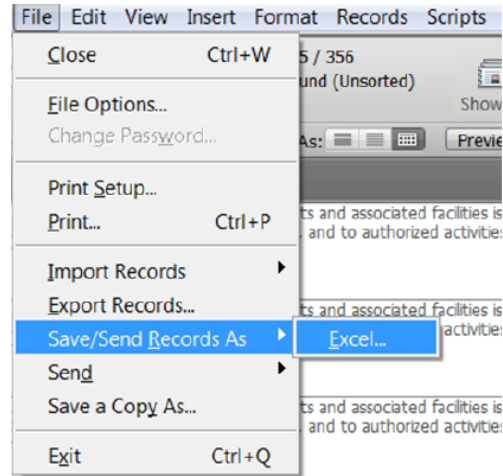 File Edit View Insert Format Records Scripts
Close Ctrl+W
5 / 356
(Unsorted)
Show
File Options...
Change Password...
As:
Print Setup...
Print... Ctrl+P
ts and associated facilities is
and to authorized activities
Import Records
Export Records...
ts and associated facilities is
Save/Send Records As Excel...
activities
Send
Save a Copy As...
ts and associated facilities is
and to authorized activities
Exit Ctrl+Q